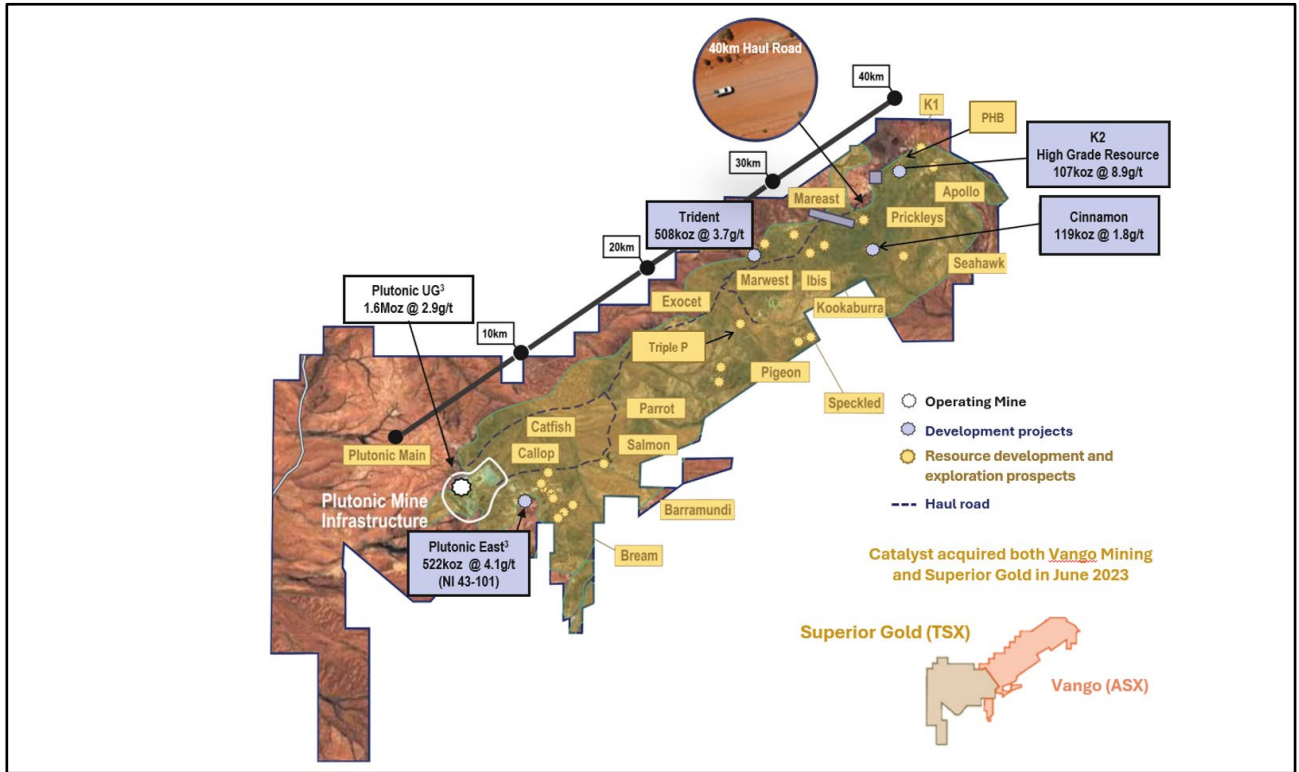 40km Haul Road
40km
K1
PHB
K2
High Grade Resource
107koz @ 8.9g/t
30km
Mareast
Apollo
Prickleys
Trident
508koz @ 3.7g/t
Cinnamon
119koz @ 1.8g/t
20km
Seahawk
Marwest
Ibis
Plutonic UG³
1.6Moz @ 2.9g/t
Exocet
Kookaburra
10km
Triple P
Pigeon
Speckled
Operating Mine
Development projects
Resource development and
exploration prospects
Haul road
Parrot
Catfish
Salmon
Callop
Plutonic Main
Plutonic Mine
Infrastructure
Barramundi
Plutonic East³
522koz @ 4.1g/t
(NI 43-101)
Bream
Catalyst acquired both Vango Mining
and Superior Gold in June 2023
Superior Gold (TSX)
Vango (ASX)